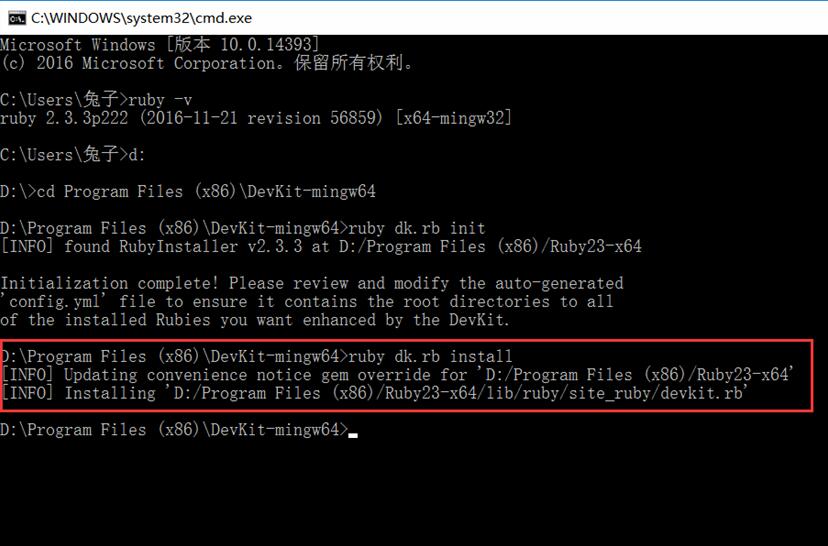 C:\WINDOWS\system32\cmd.exe
Microsoft Windows [版本 10.0.14393]
(c) 2016 Microsoft Corporation。保留所有权利。
C:\Users\兔子>ruby -v
ruby 2.3.3p222 (2016-11-21 revision 56859) [x64-mingw32]
C:\Users\兔子>d:
D:\>cd Program Files (x86)\DevKit-mingw64
D:\Program Files (x86)\DevKit-mingw64>ruby dk.rb init
[INFO] found RubyInstaller v2.3.3 at D:/Program Files (x86)/Ruby23-x64
Initialization complete! Please review and modify the auto-generated
'config.yml' file to ensure it contains the root directories to all
of the installed Rubies you want enhanced by the DevKit.
D:\Program Files (x86)\DevKit-mingw64>ruby dk.rb install
[INFO] Updating convenience notice gem override for 'D:/Program Files (x86)/Ruby23-x64'
[INFO] Installing 'D:/Program Files (x86)/Ruby23-x64/lib/ruby/site_ruby/devkit.rb'
D:\Program Files (x86)\DevKit-mingw64>